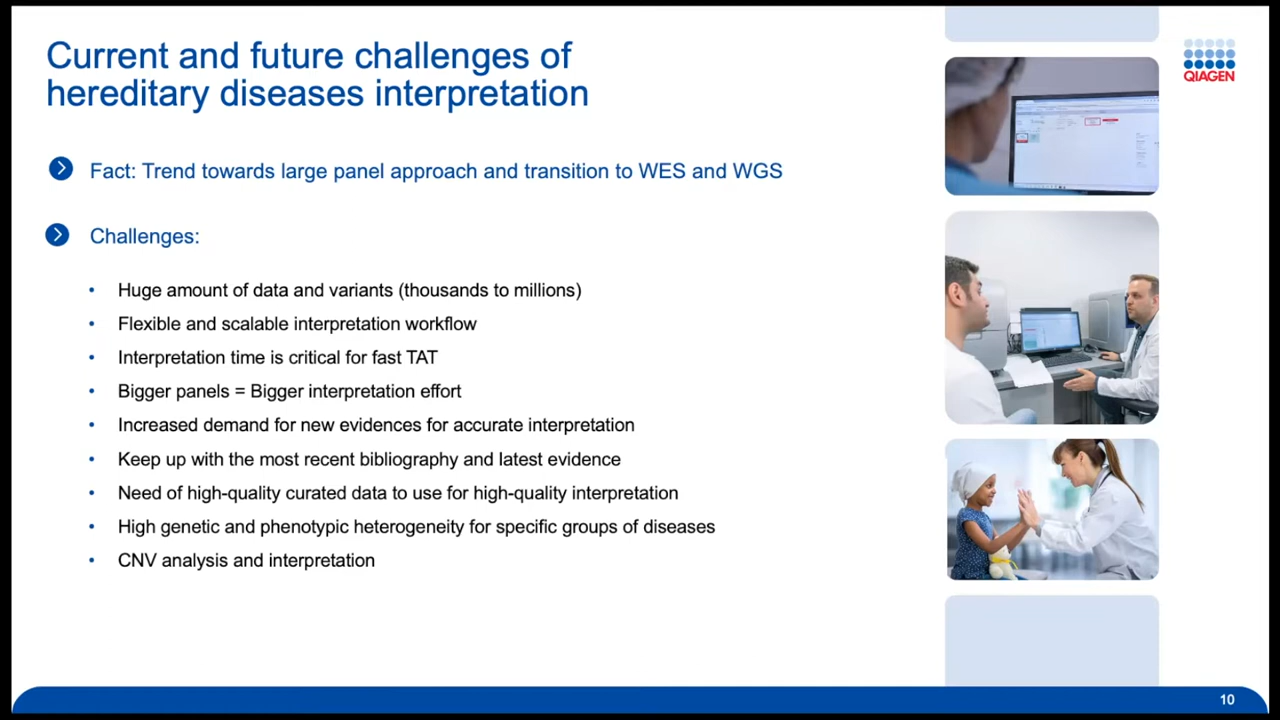 Current and future challenges of
hereditary diseases interpretation
QIAGEN
Fact: Trend towards large panel approach and transition to WES and WGS
Challenges:
• Huge amount of data and variants (thousands to millions)
• Flexible and scalable interpretation workflow
• Interpretation time is critical for fast TAT
• Bigger panels = Bigger interpretation effort
• Increased demand for new evidences for accurate interpretation
• Keep up with the most recent bibliography and latest evidence
• Need of high-quality curated data to use for high-quality interpretation
• High genetic and phenotypic heterogeneity for specific groups of diseases
• CNV analysis and interpretation
10